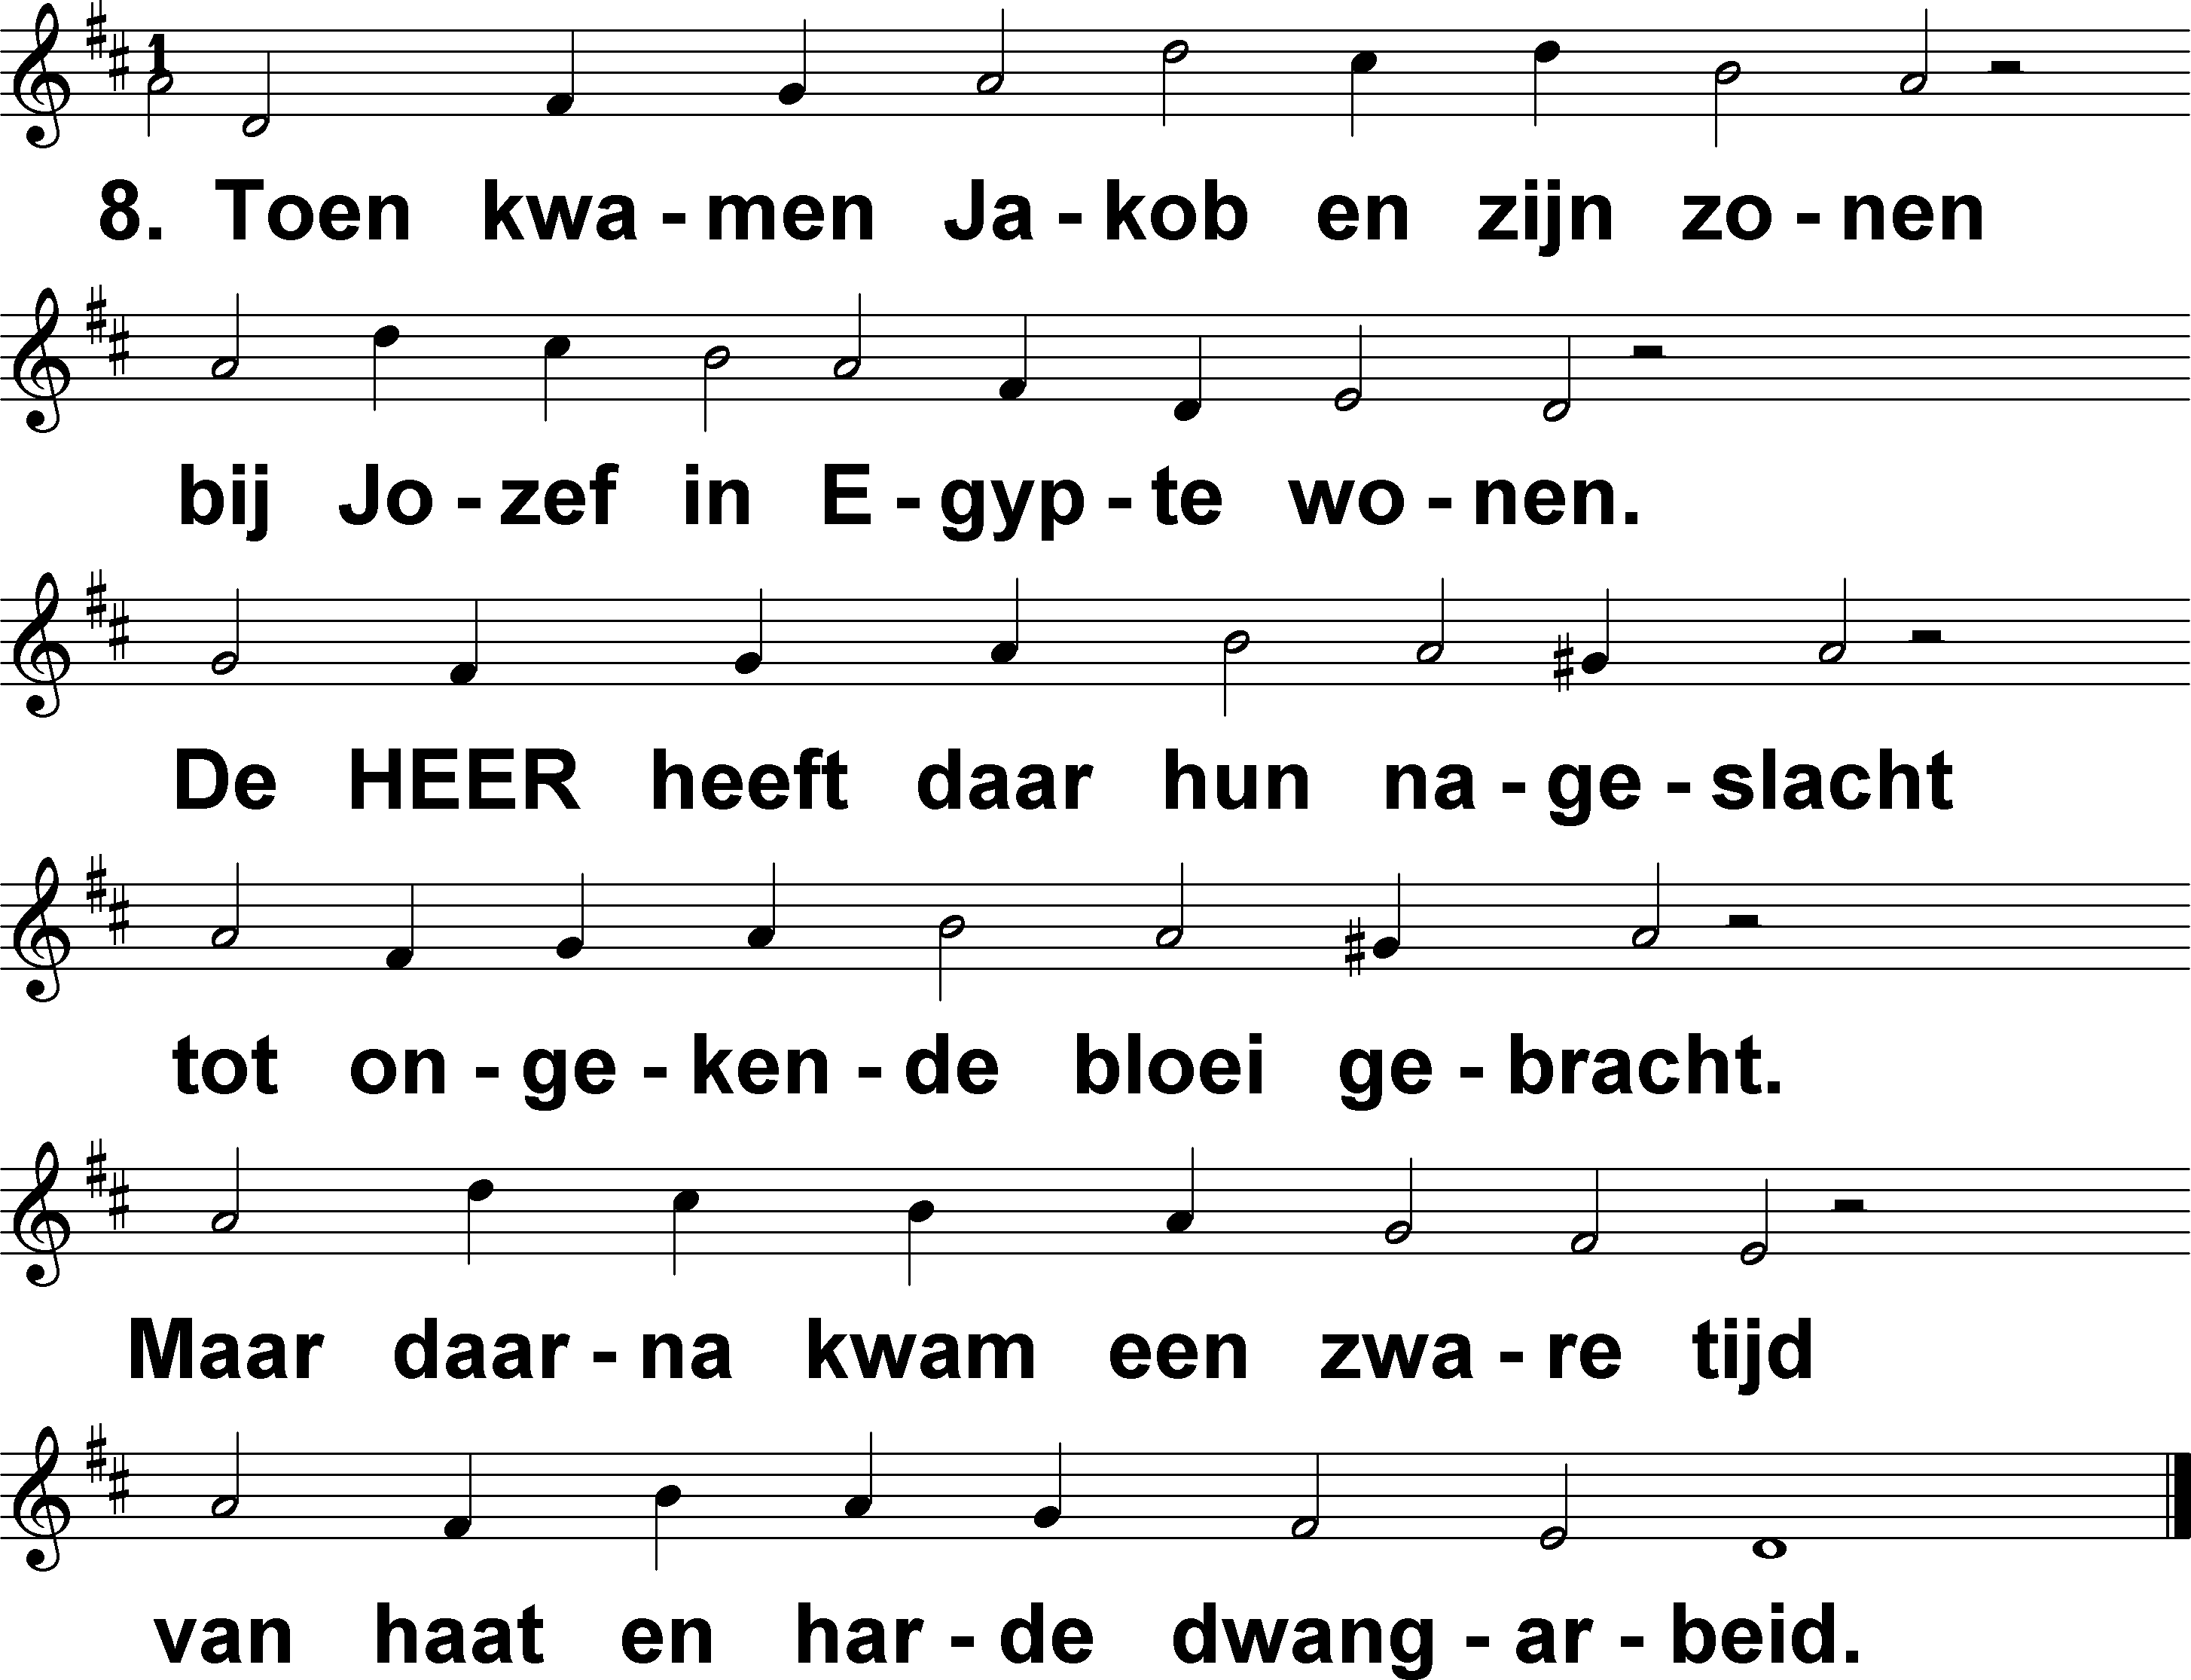 1
8. Toen kwa - men Ja - kob en zijn zo - nen
bij Jo - zef in E - gyp - te wo - nen.
De HEER heeft daar hun na - ge - slacht
tot on - ge - ken - de bloei ge - bracht.
Maar daar - na kwam een zwa - re tijd
van haat en har - de dwang - ar - beid.